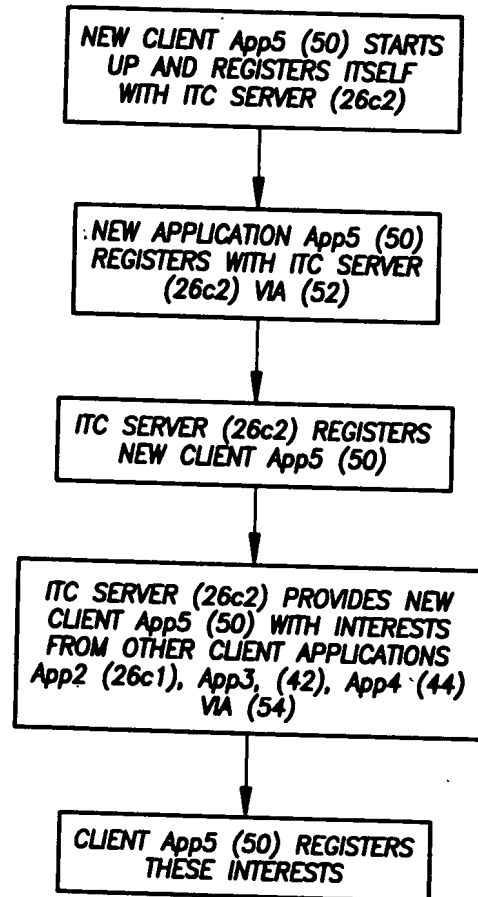 NEW CLIENT App5 (50) STARTS
UP AND REGISTERS ITSELF
WITH ITC SERVER (26c2)
NEW APPLICATION App5 (50)
REGISTERS WITH ITC SERVER
(26c2) VIA (52)
ITC SERVER (26c2) REGISTERS
NEW CLIENT App5 (50)
ITC SERVER (26c2) PROVIDES NEW
CLIENT App5 (50) WITH INTERESTS
FROM OTHER CLIENT APPLICATIONS
App2 (26c1), App3, (42), App4 (44)
VIA (54)
CLIENT App5 (50) REGISTERS
THESE INTERESTS